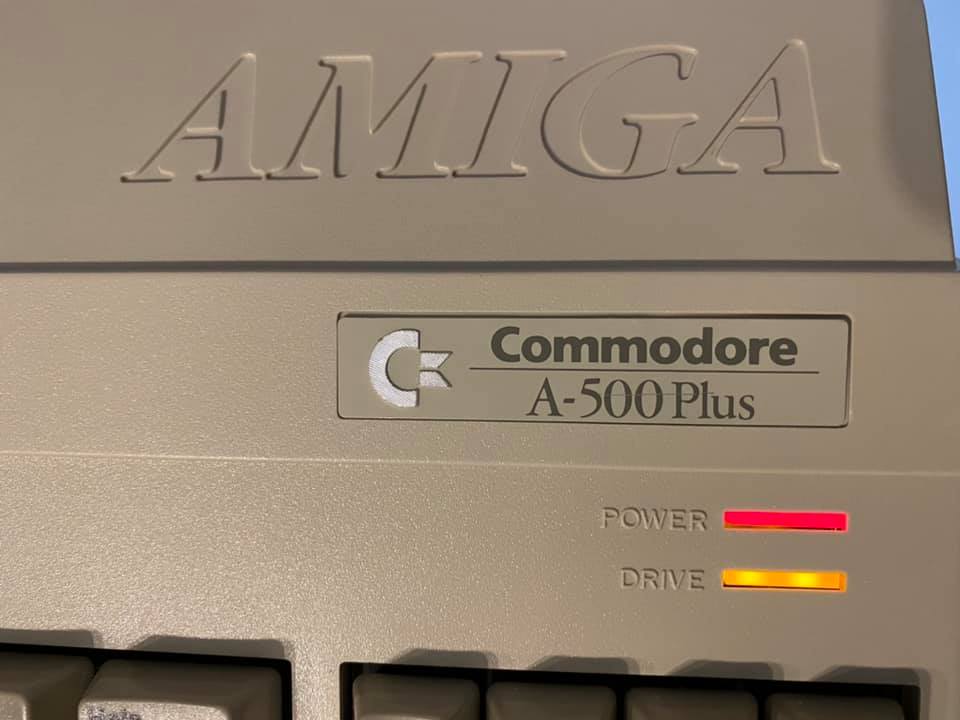 AMIGA
Commodore
A-500 Plus
POWER
DRIVE